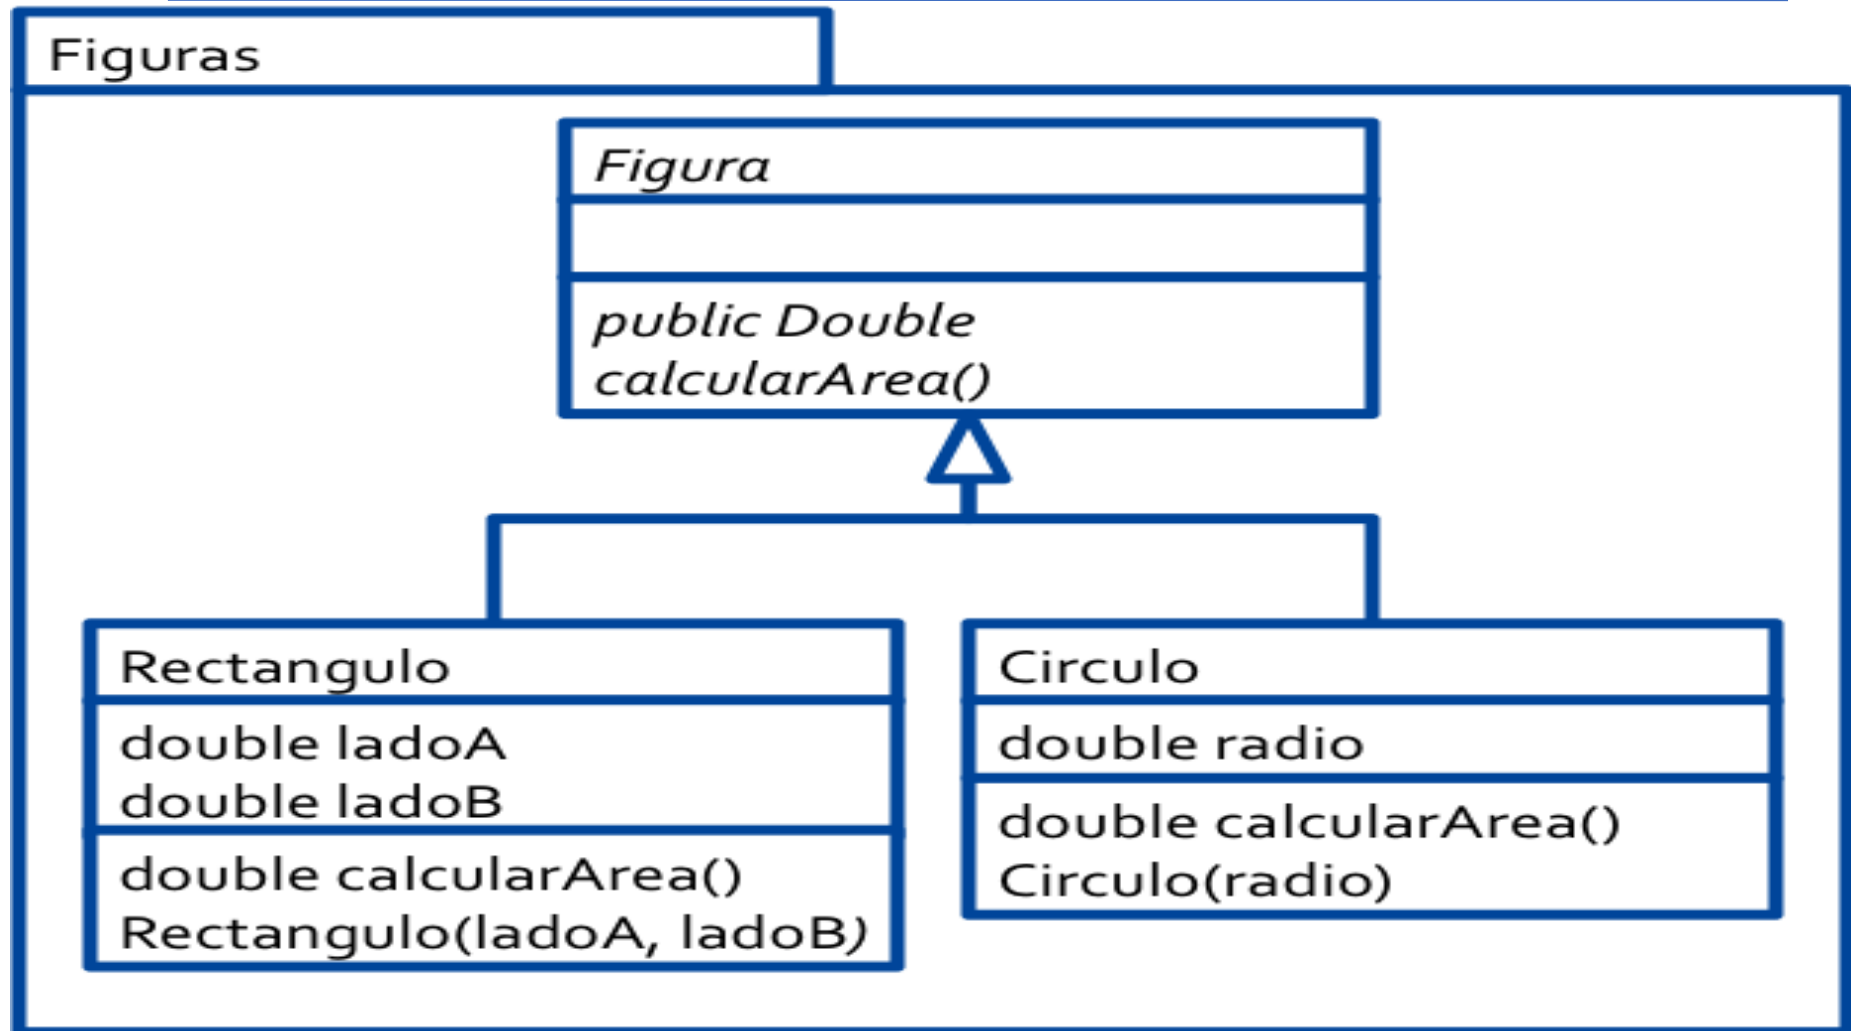 Figuras
Figura
public Double
calcularArea()
Rectangulo
double ladoA
double ladoB
double calcularArea()
Rectangulo(ladoA, ladoB)
Circulo
double radio
double calcularArea()
Circulo(radio)